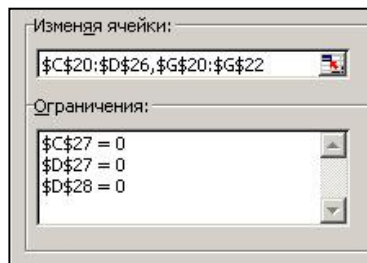 Изменяя ячейки:
$C$20:$D$26,$G$20:$G$22
Ограничения:
$C$27 = 0
$D$27 = 0
$D$28 = 0